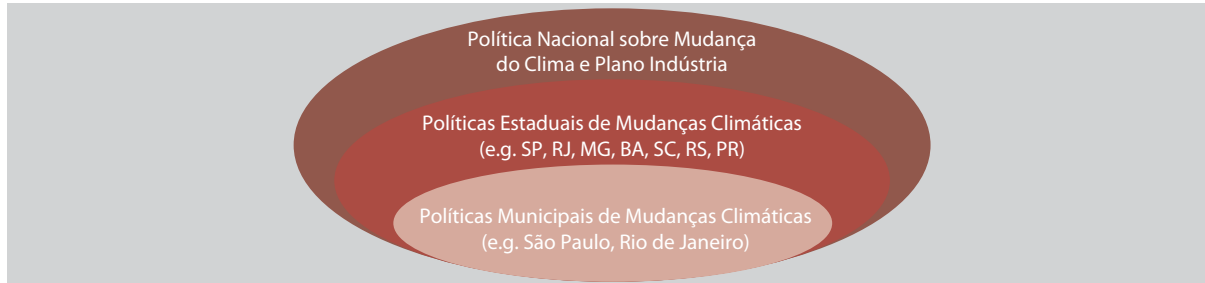 Política Nacional sobre Mudança
do Clima e Plano Indústria
Políticas Estaduais de Mudanças Climáticas
(e.g. SP, RJ, MG, BA, SC, RS, PR)
Políticas Municipais de Mudanças Climáticas
(e.g. São Paulo, Rio de Janeiro)